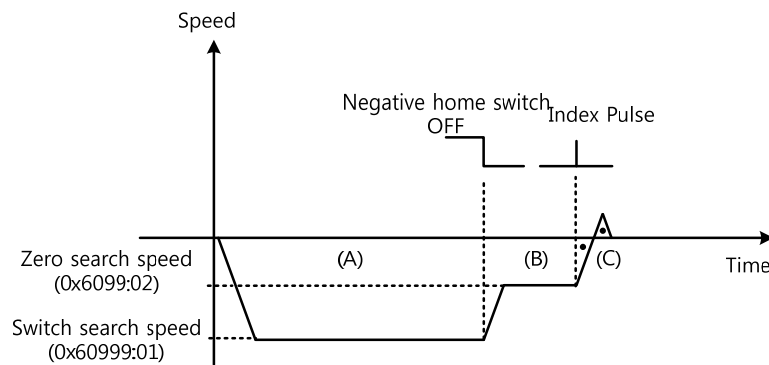 Speed
Negative home switch
OFF
Index Pulse
Zero search speed
(0x6099:02)
(A)
(B)
(C)
Time
Switch search speed
(0x60999:01)